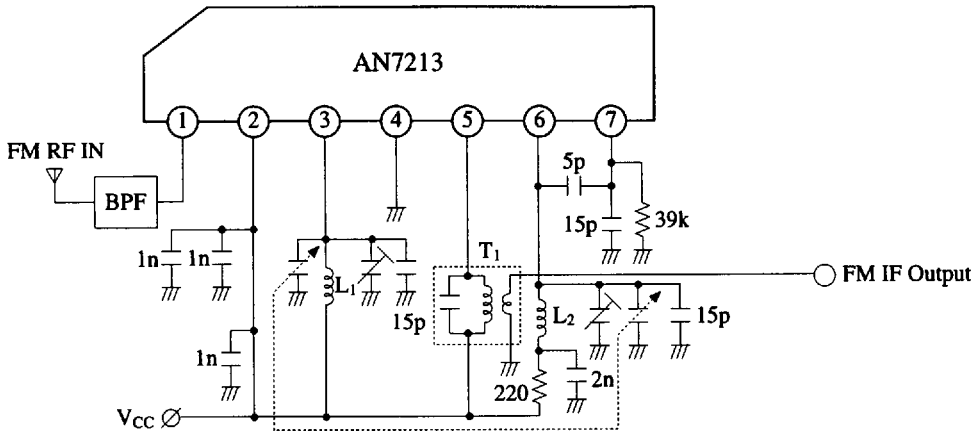 AN7213
1 2 3 4 5 6 7
FM RF IN
BPF
5p
15p
39k
1n
1n
L1
15p
T1
FM IF Output
L2
15p
1n
220
2n
VCC